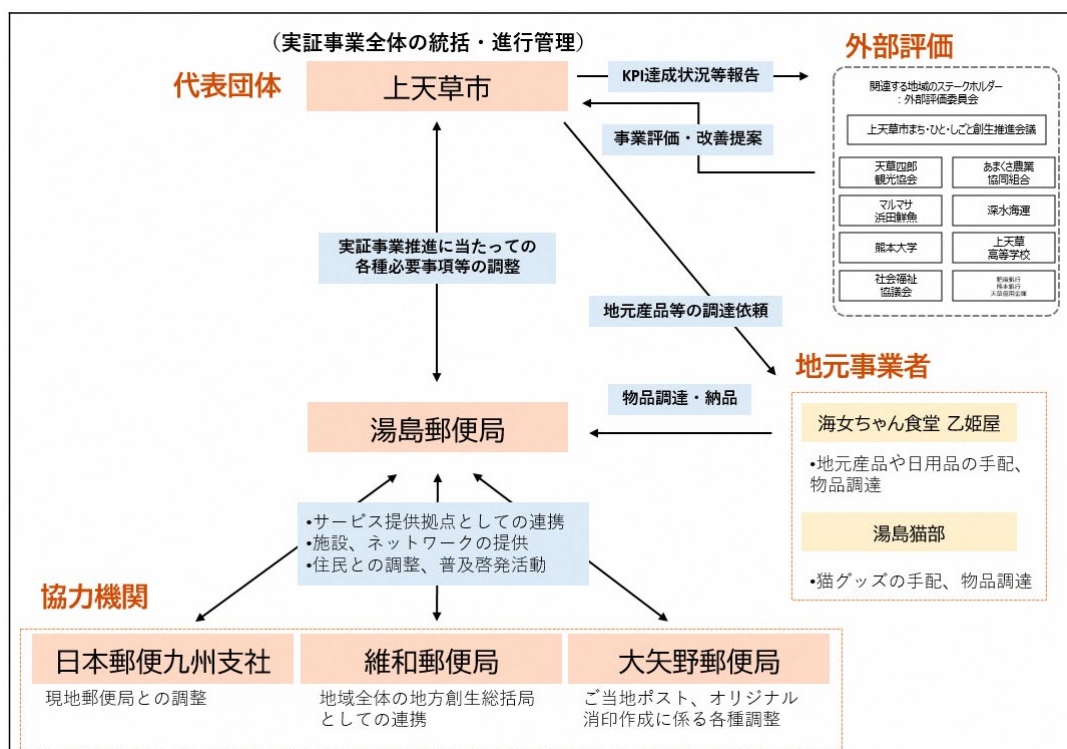 （実証事業全体の統括・進行管理）
代表団体
上天草市
KPI達成状況等報告
事業評価・改善提案
外部評価
関連する地域のステークホルダー
：外部評価委員会
上天草市まち・ひと・しごと創生推進会議
天草四郎
観光協会
あまくさ農業
協同組合
マルマサ
浜田鮮魚
深水海運
熊本大学
上天草
高等学校
社会福祉
協議会
肥後銀行
熊本銀行
天草信用金庫
実証事業推進に当たっての
各種必要事項等の調整
地元産品等の調達依頼
地元事業者
物品調達・納品
湯島郵便局
海女ちゃん食堂 乙姫屋
•地元産品や日用品の手配、
物品調達
湯島猫部
•猫グッズの手配、物品調達
•サービス提供拠点としての連携
•施設、ネットワークの提供
•住民との調整、普及啓発活動
協力機関
日本郵便九州支社
現地郵便局との調整
維和郵便局
地域全体の地方創生総括局
としての連携
大矢野郵便局
ご当地ポスト、オリジナル
消印作成に係る各種調整